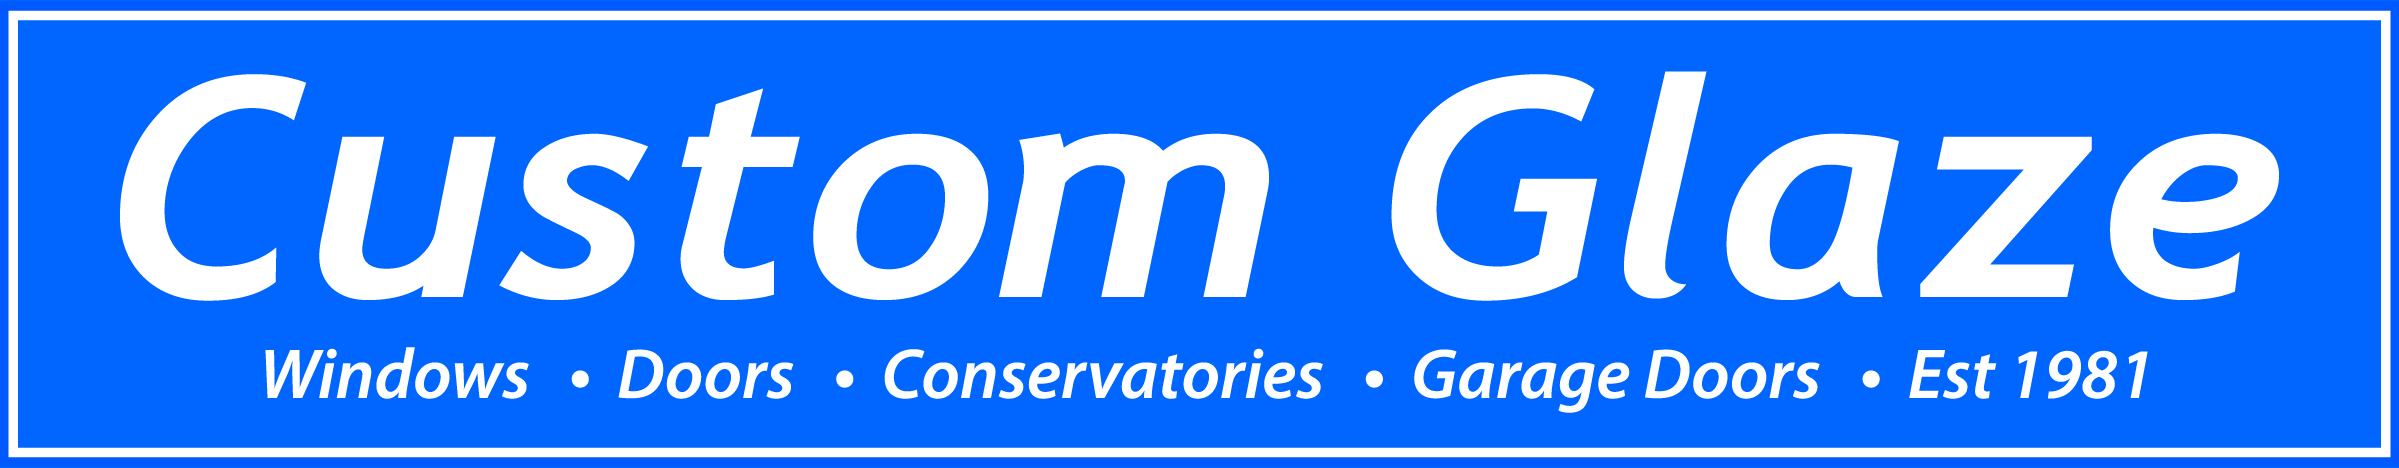 Custom Glaze
Windows • Doors • Conservatories • Garage Doors • Est 1981